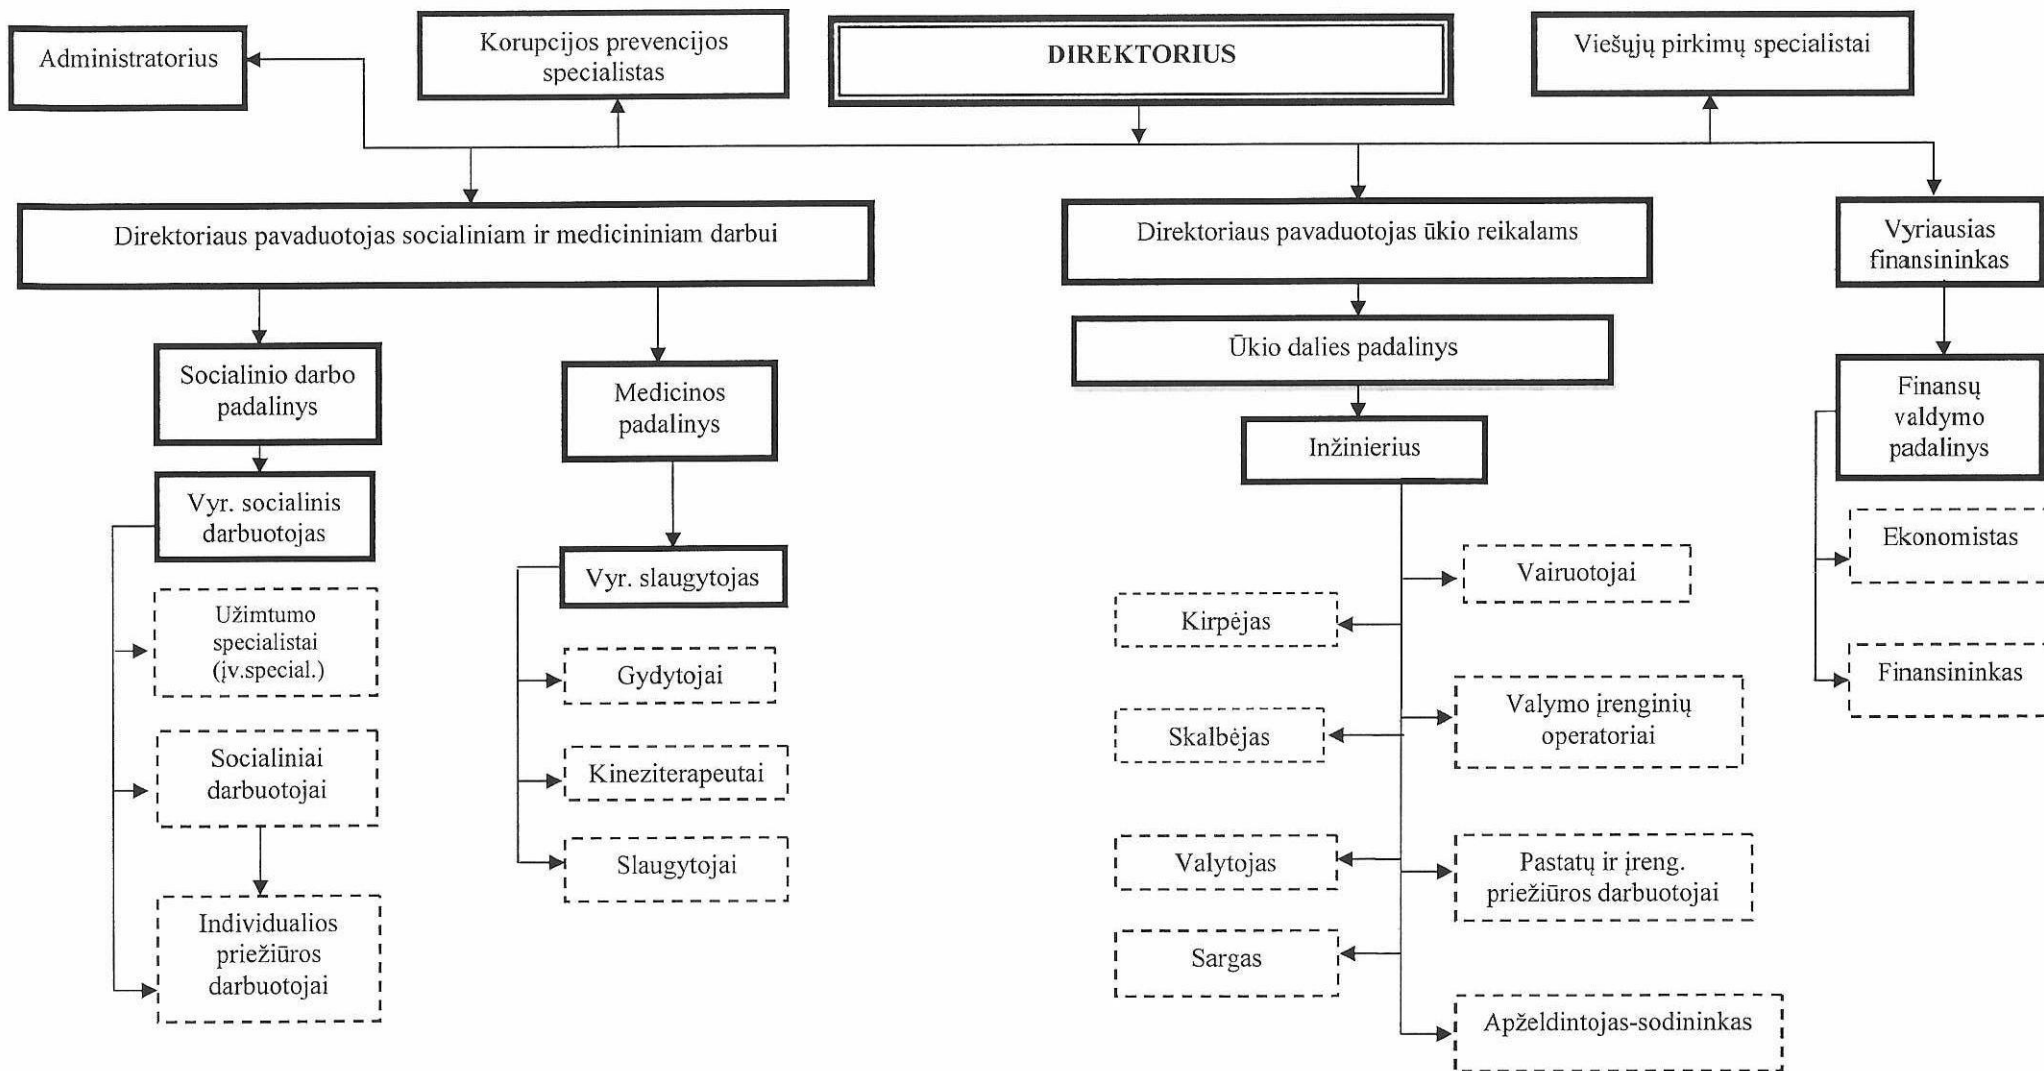 Administratorius
Korupcijos prevencijos
specialistas
DIREKTORIUS
Viešųjų pirkimų specialistai
Direktoriaus pavaduotojas socialiniam ir medicininiam darbui
Direktoriaus pavaduotojas ūkio reikalams
Vyriausias
finansininkas
Socialinio darbo
padalinys
Medicinos
padalinys
Ūkio dalies padalinys
Inžinierius
Finansų
valdymo
padalinys
Vyr. socialinis
darbuotojas
Vyr. slaugytojas
Užimtumo
specialistai
(įv.special.)
Socialiniai
darbuotojai
Individualios
priežiūros
darbuotojai
Gydytojai
Kineziterapeutai
Slaugytojai
Kirpėjas
Skalbėjas
Valytojas
Sargas
Vairuotojai
Valymo įrenginių
operatoriai
Pastatų ir įreng.
priežiūros darbuotojai
Apželdintojas-sodininkas
Ekonomistas
Finansininkas